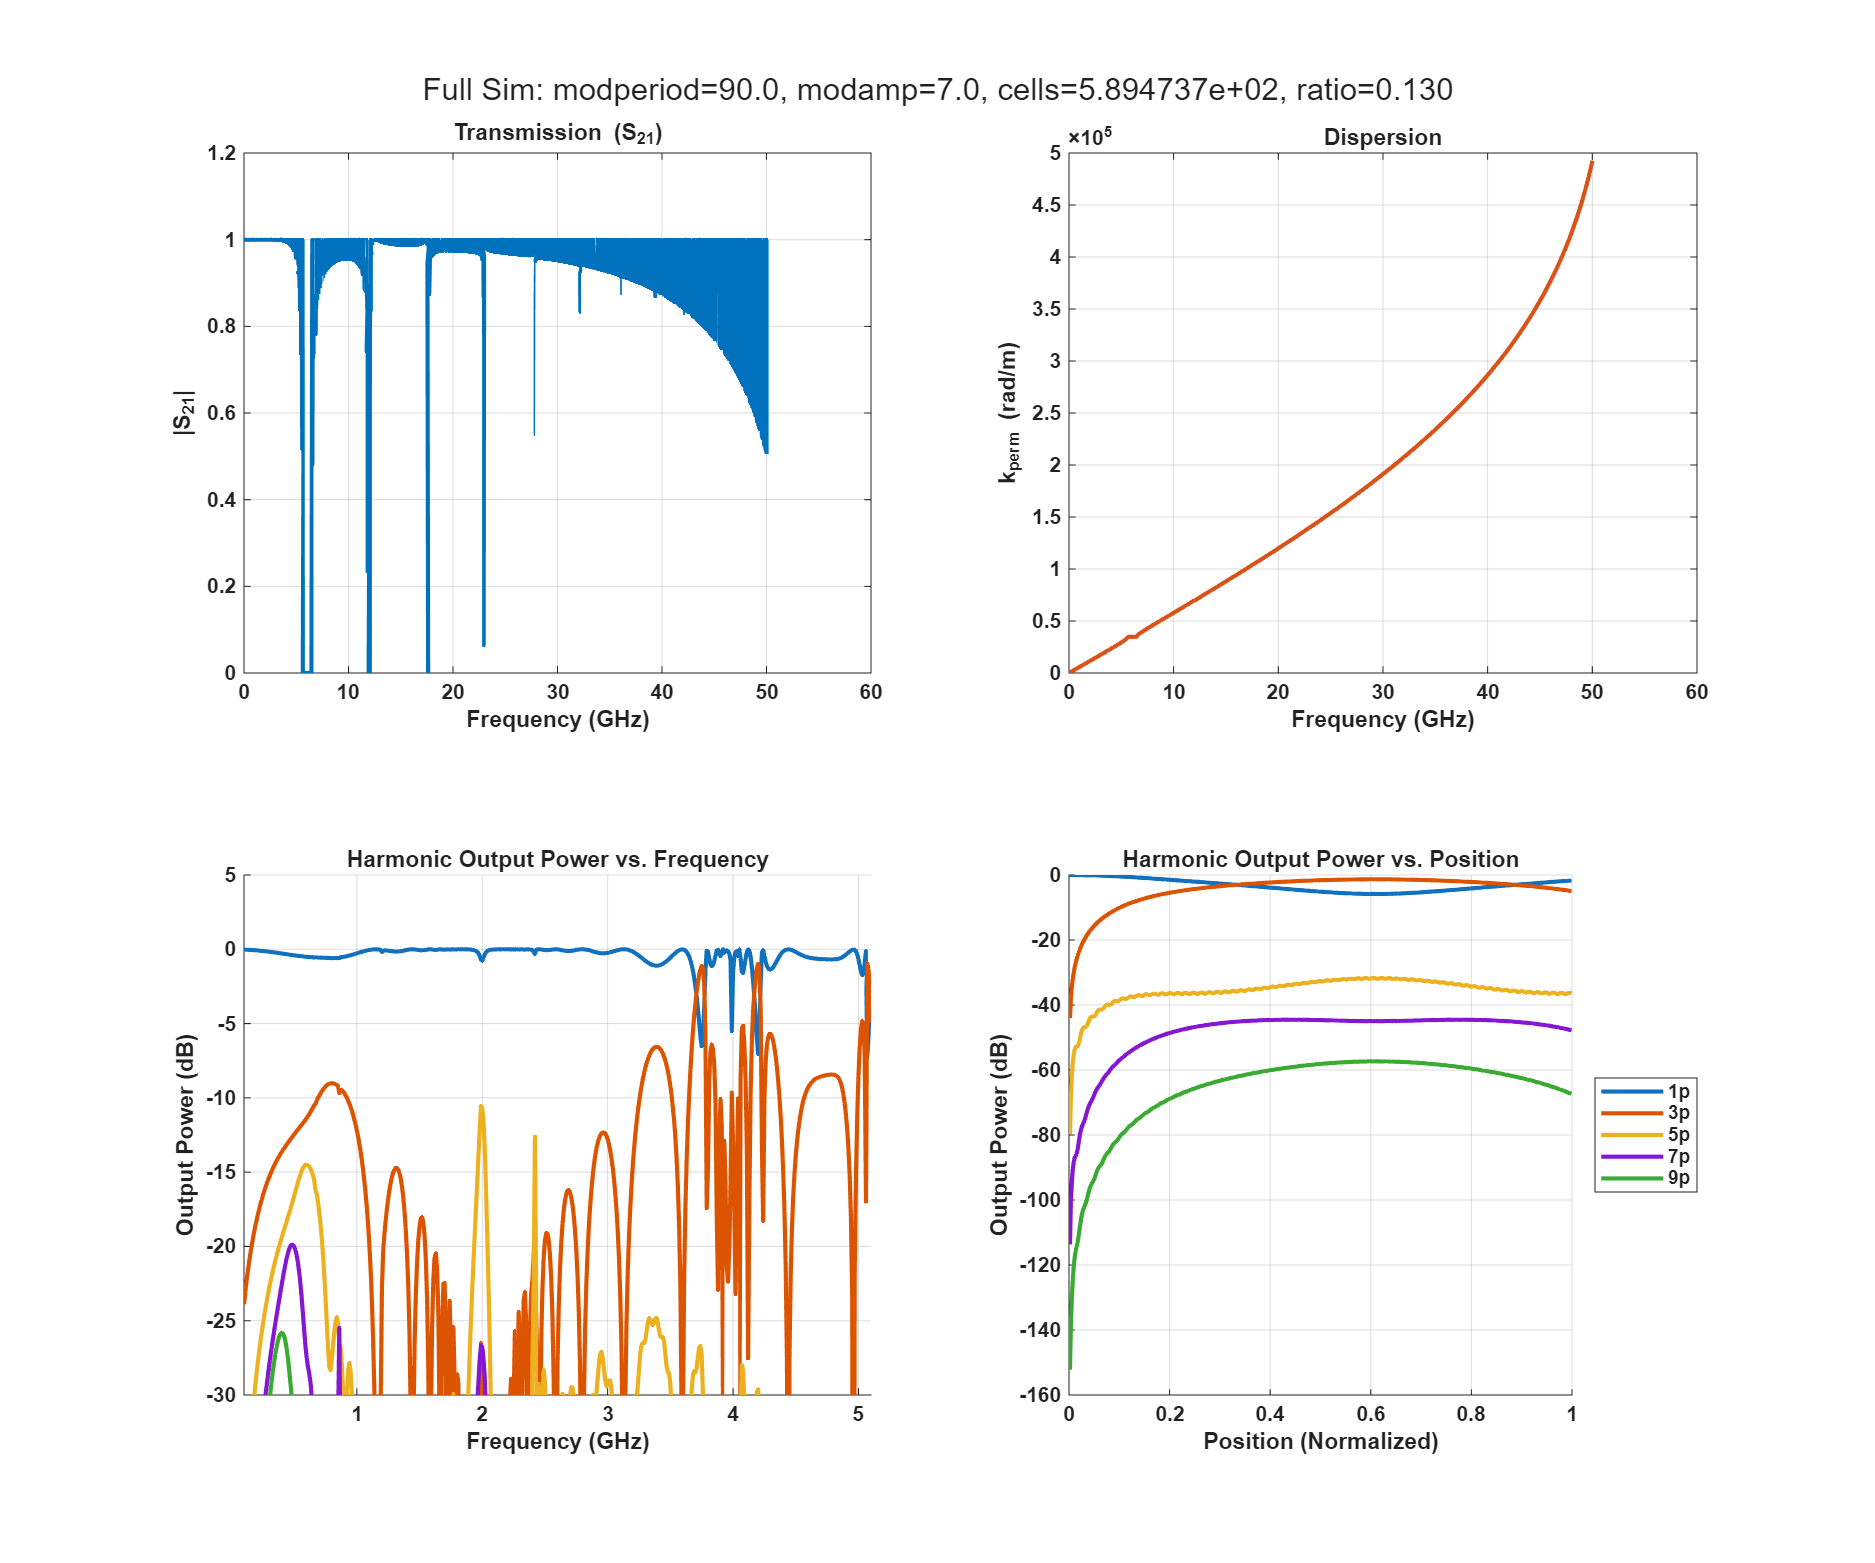 Full Sim: modperiod=90.0, modamp=7.0, cells=5.894737e+02, ratio=0.130
Transmission (S21)
1.2
1
0.8
0.6
0.4
0.2
0
0 10 20 30 40 50 60
|S21|
Frequency (GHz)
×10^5
Dispersion
5
4.5
4
3.5
3
2.5
2
1.5
1
0.5
0
0 10 20 30 40 50 60
kperm (rad/m)
Frequency (GHz)
Harmonic Output Power vs. Frequency
5
0
-5
-10
-15
-20
-25
-30
1 2 3 4 5
Output Power (dB)
Frequency (GHz)
Harmonic Output Power vs. Position
0
-20
-40
-60
-80
-100
-120
-140
-160
0 0.2 0.4 0.6 0.8 1
Output Power (dB)
Position (Normalized)
1p
3p
5p
7p
9p